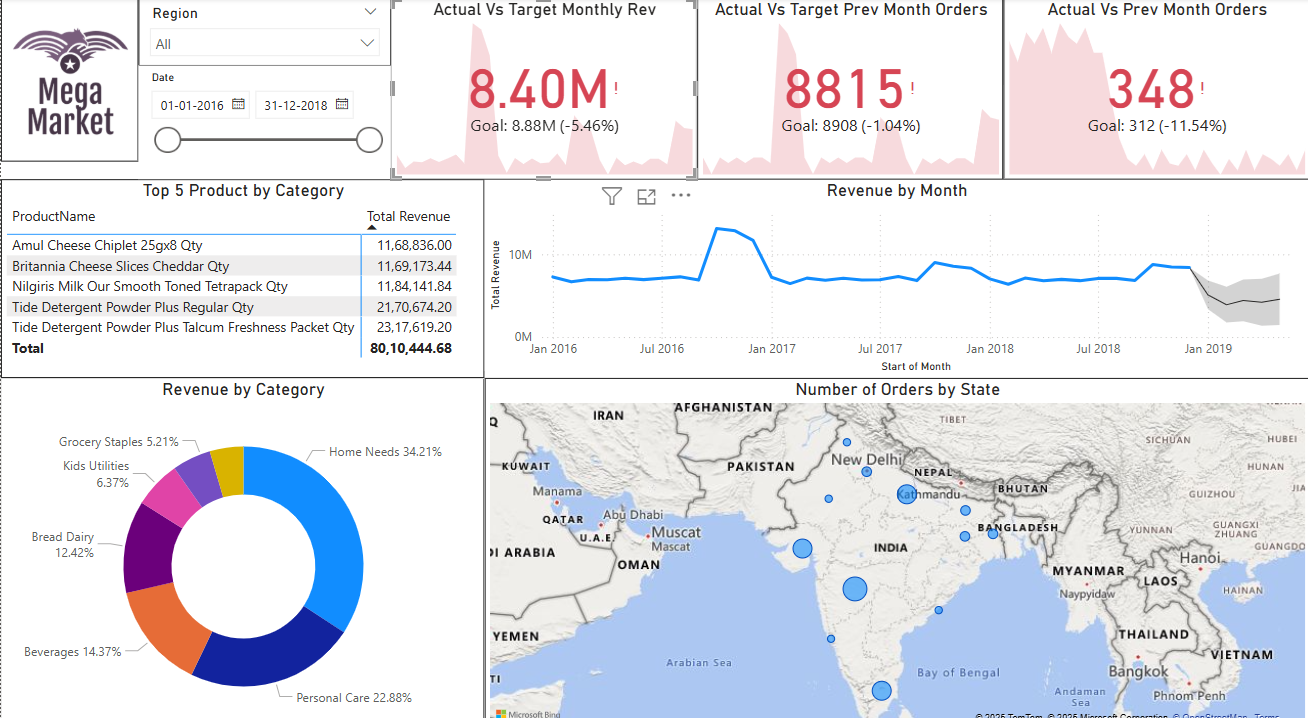 Mega
Market
Region
All
Date
01-01-2016
31-12-2018
Actual Vs Target Monthly Rev
8.40M!
Goal: 8.88M (-5.46%)
Actual Vs Target Prev Month Orders
8815!
Goal: 8908 (-1.04%)
Actual Vs Prev Month Orders
348!
Goal: 312 (-11.54%)
Top 5 Product by Category
ProductName Total Revenue
Amul Cheese Chiplet 25gx8 Qty 11,68,836.00
Britannia Cheese Slices Cheddar Qty 11,69,173.44
Nilgiris Milk Our Smooth Toned Tetrapack Qty 11,84,141.84
Tide Detergent Powder Plus Regular Qty 21,70,674.20
Tide Detergent Powder Plus Talcum Freshness Packet Qty 23,17,619.20
Total 80,10,444.68
Revenue by Month
Total Revenue
10M
0M
Jan 2016 Jul 2016 Jan 2017 Jul 2017 Jan 2018 Jul 2018 Jan 2019
Start of Month
Revenue by Category
Grocery Staples 5.21%
Home Needs 34.21%
Kids Utilities
6.37%
Bread Dairy
12.42%
Beverages 14.37%
Personal Care 22.88%
Number of Orders by State
IRAN
AFGHANISTAN
TIBET
SICHUAN
HUBEI
KUWAIT
PAKISTAN
New Delhi
NEPAL
HUNAN
Manama
Kathmandu
BHUTAN
GUIZHOU
QATAR
Abu Dhabi
U.A.E.
Muscat
Mascat
BANGLADESH
YUNNAN
GUANGXI
ZHUANG
GUANGDO
DI ARABIA
OMAN
INDIA
MYANMAR
Hanoi
Naypyidaw
LAOS
HAINAN
YEMEN
THAILAND
VIETNAM
Arabian Sea
Bay of Bengal
Bangkok
Andaman
Sea
Phnom Penh
TI
Microsoft Bing
© 2025 TomTom, © 2025 Microsoft Corporation, © OpenStreetMap, Terms